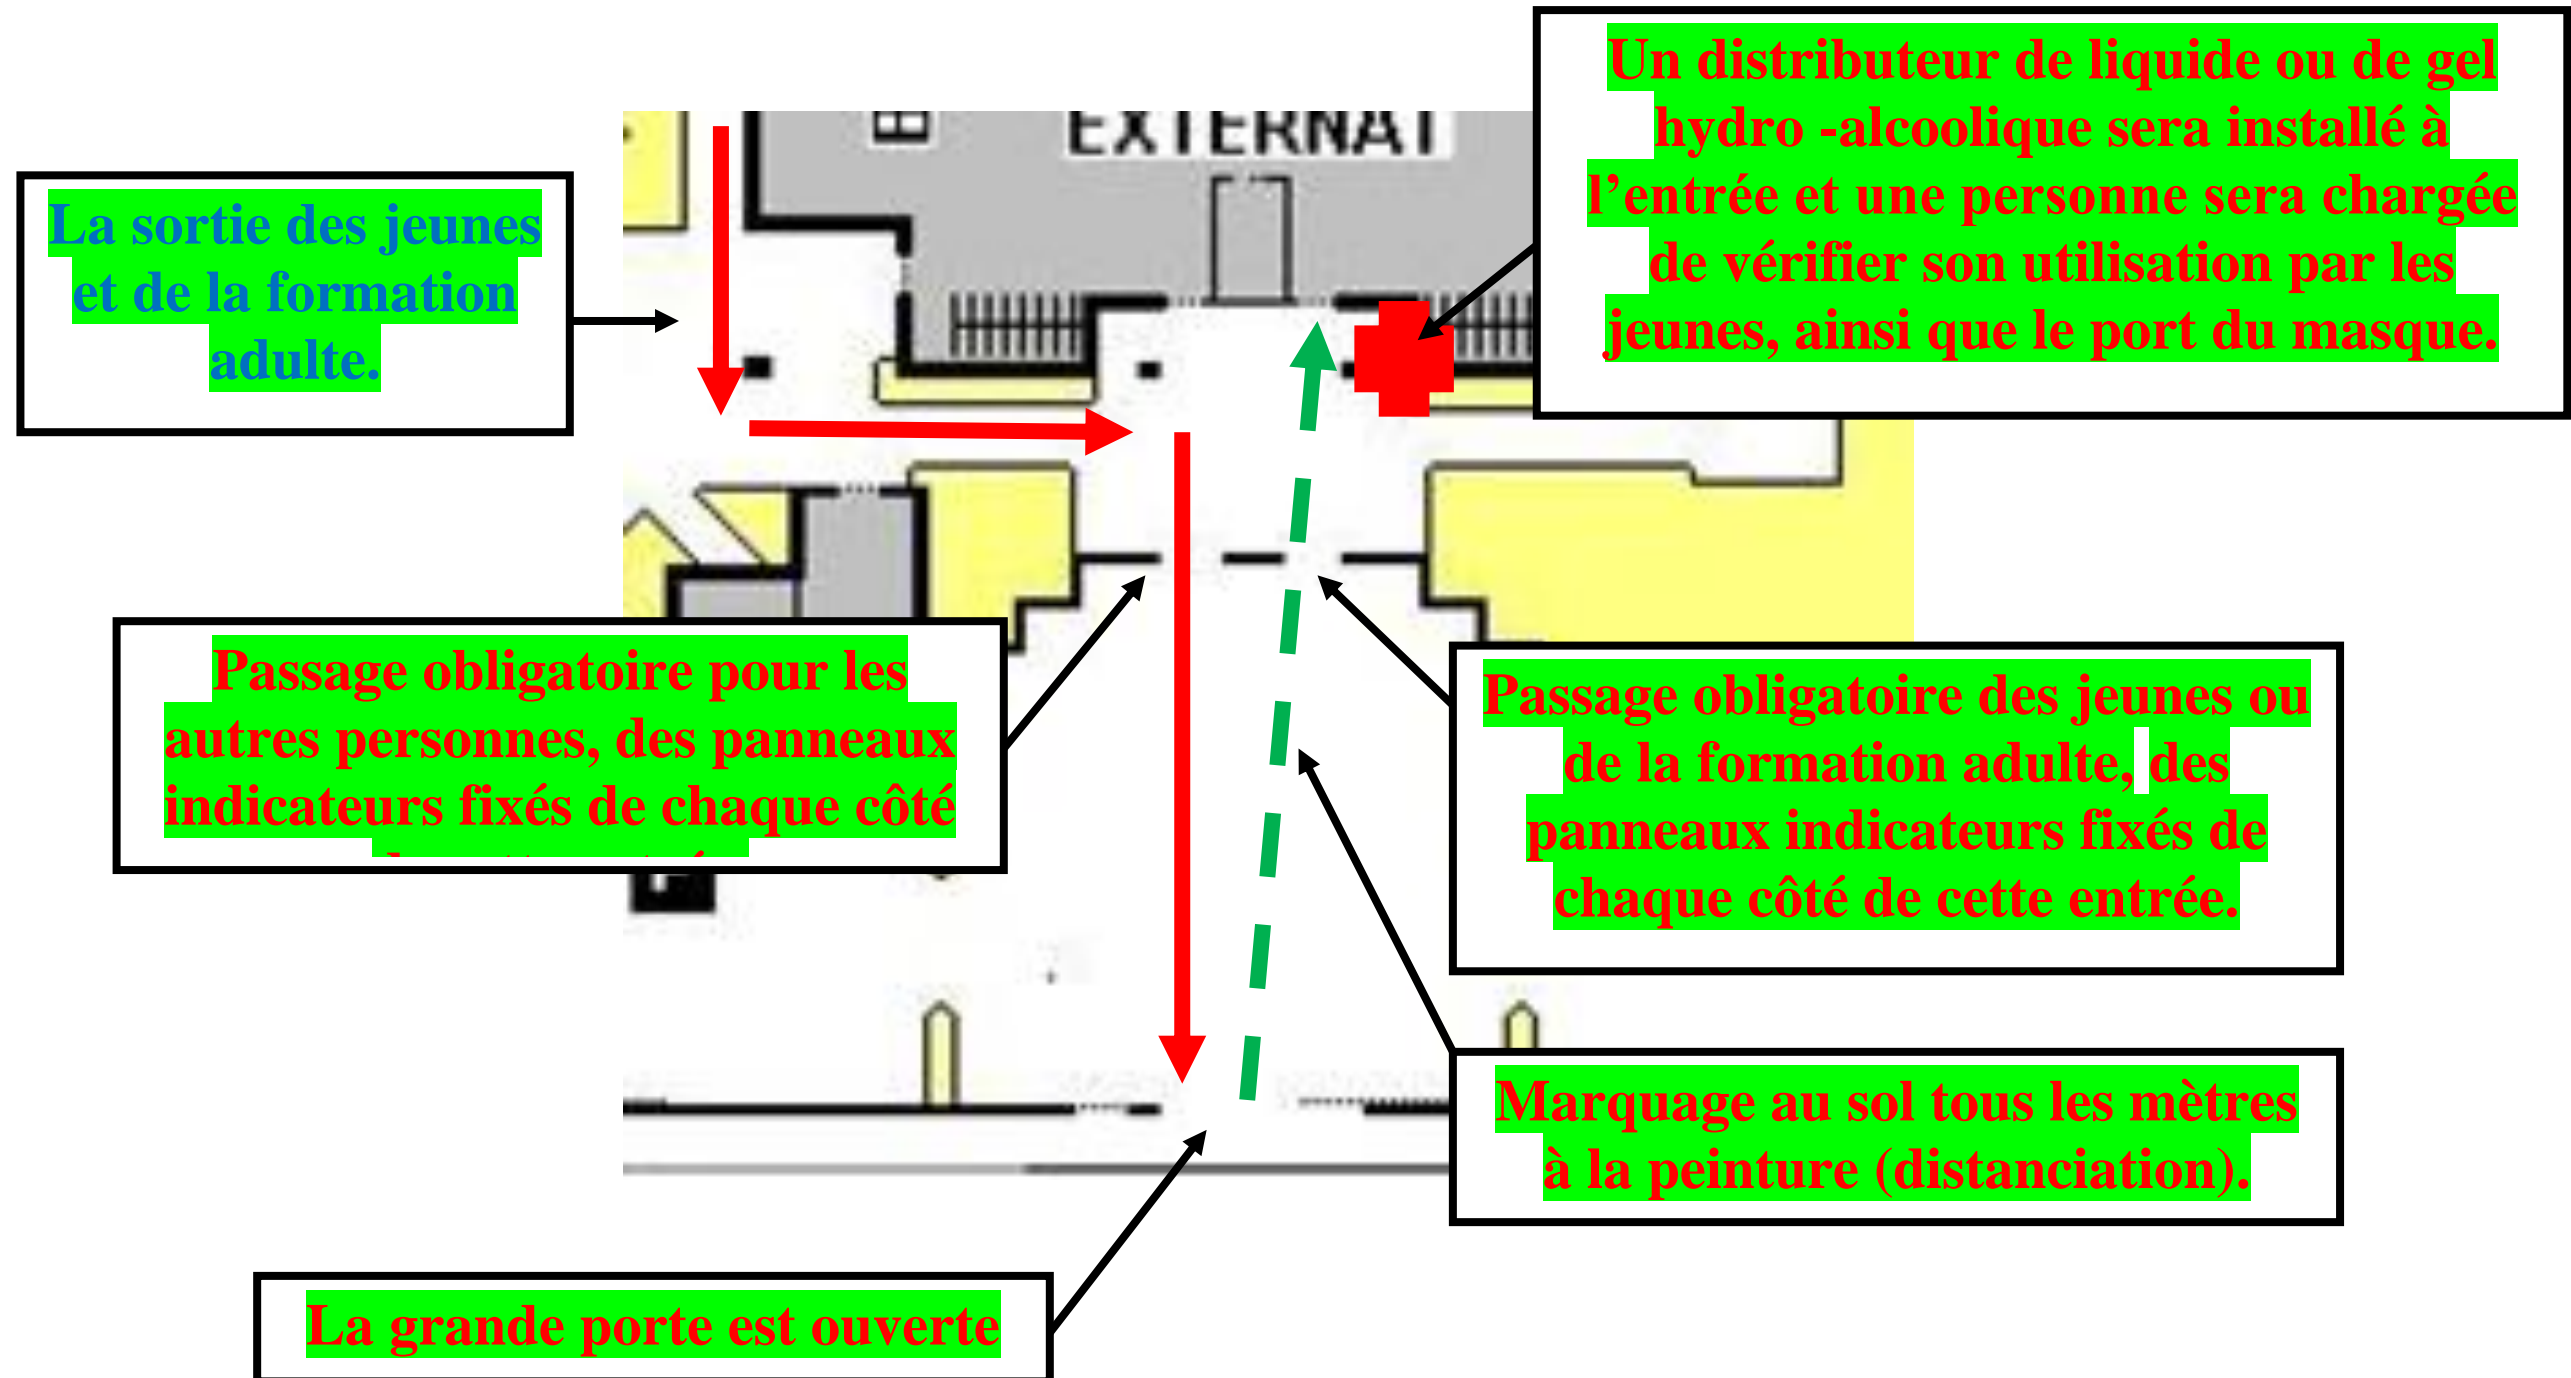 Un distributeur de liquide ou de gel
hydro -alcoolique sera installé à
l’entrée et une personne sera chargée
de vérifier son utilisation par les
jeunes, ainsi que le port du masque.
EXTERNAT
La sortie des jeunes
et de la formation
adulte.
Passage obligatoire pour les
autres personnes, des panneaux
indicateurs fixés de chaque côté
Passage obligatoire des jeunes ou
de la formation adulte, des
panneaux indicateurs fixés de
chaque côté de cette entrée.
Marquage au sol tous les mètres
à la peinture (distanciation).
La grande porte est ouverte